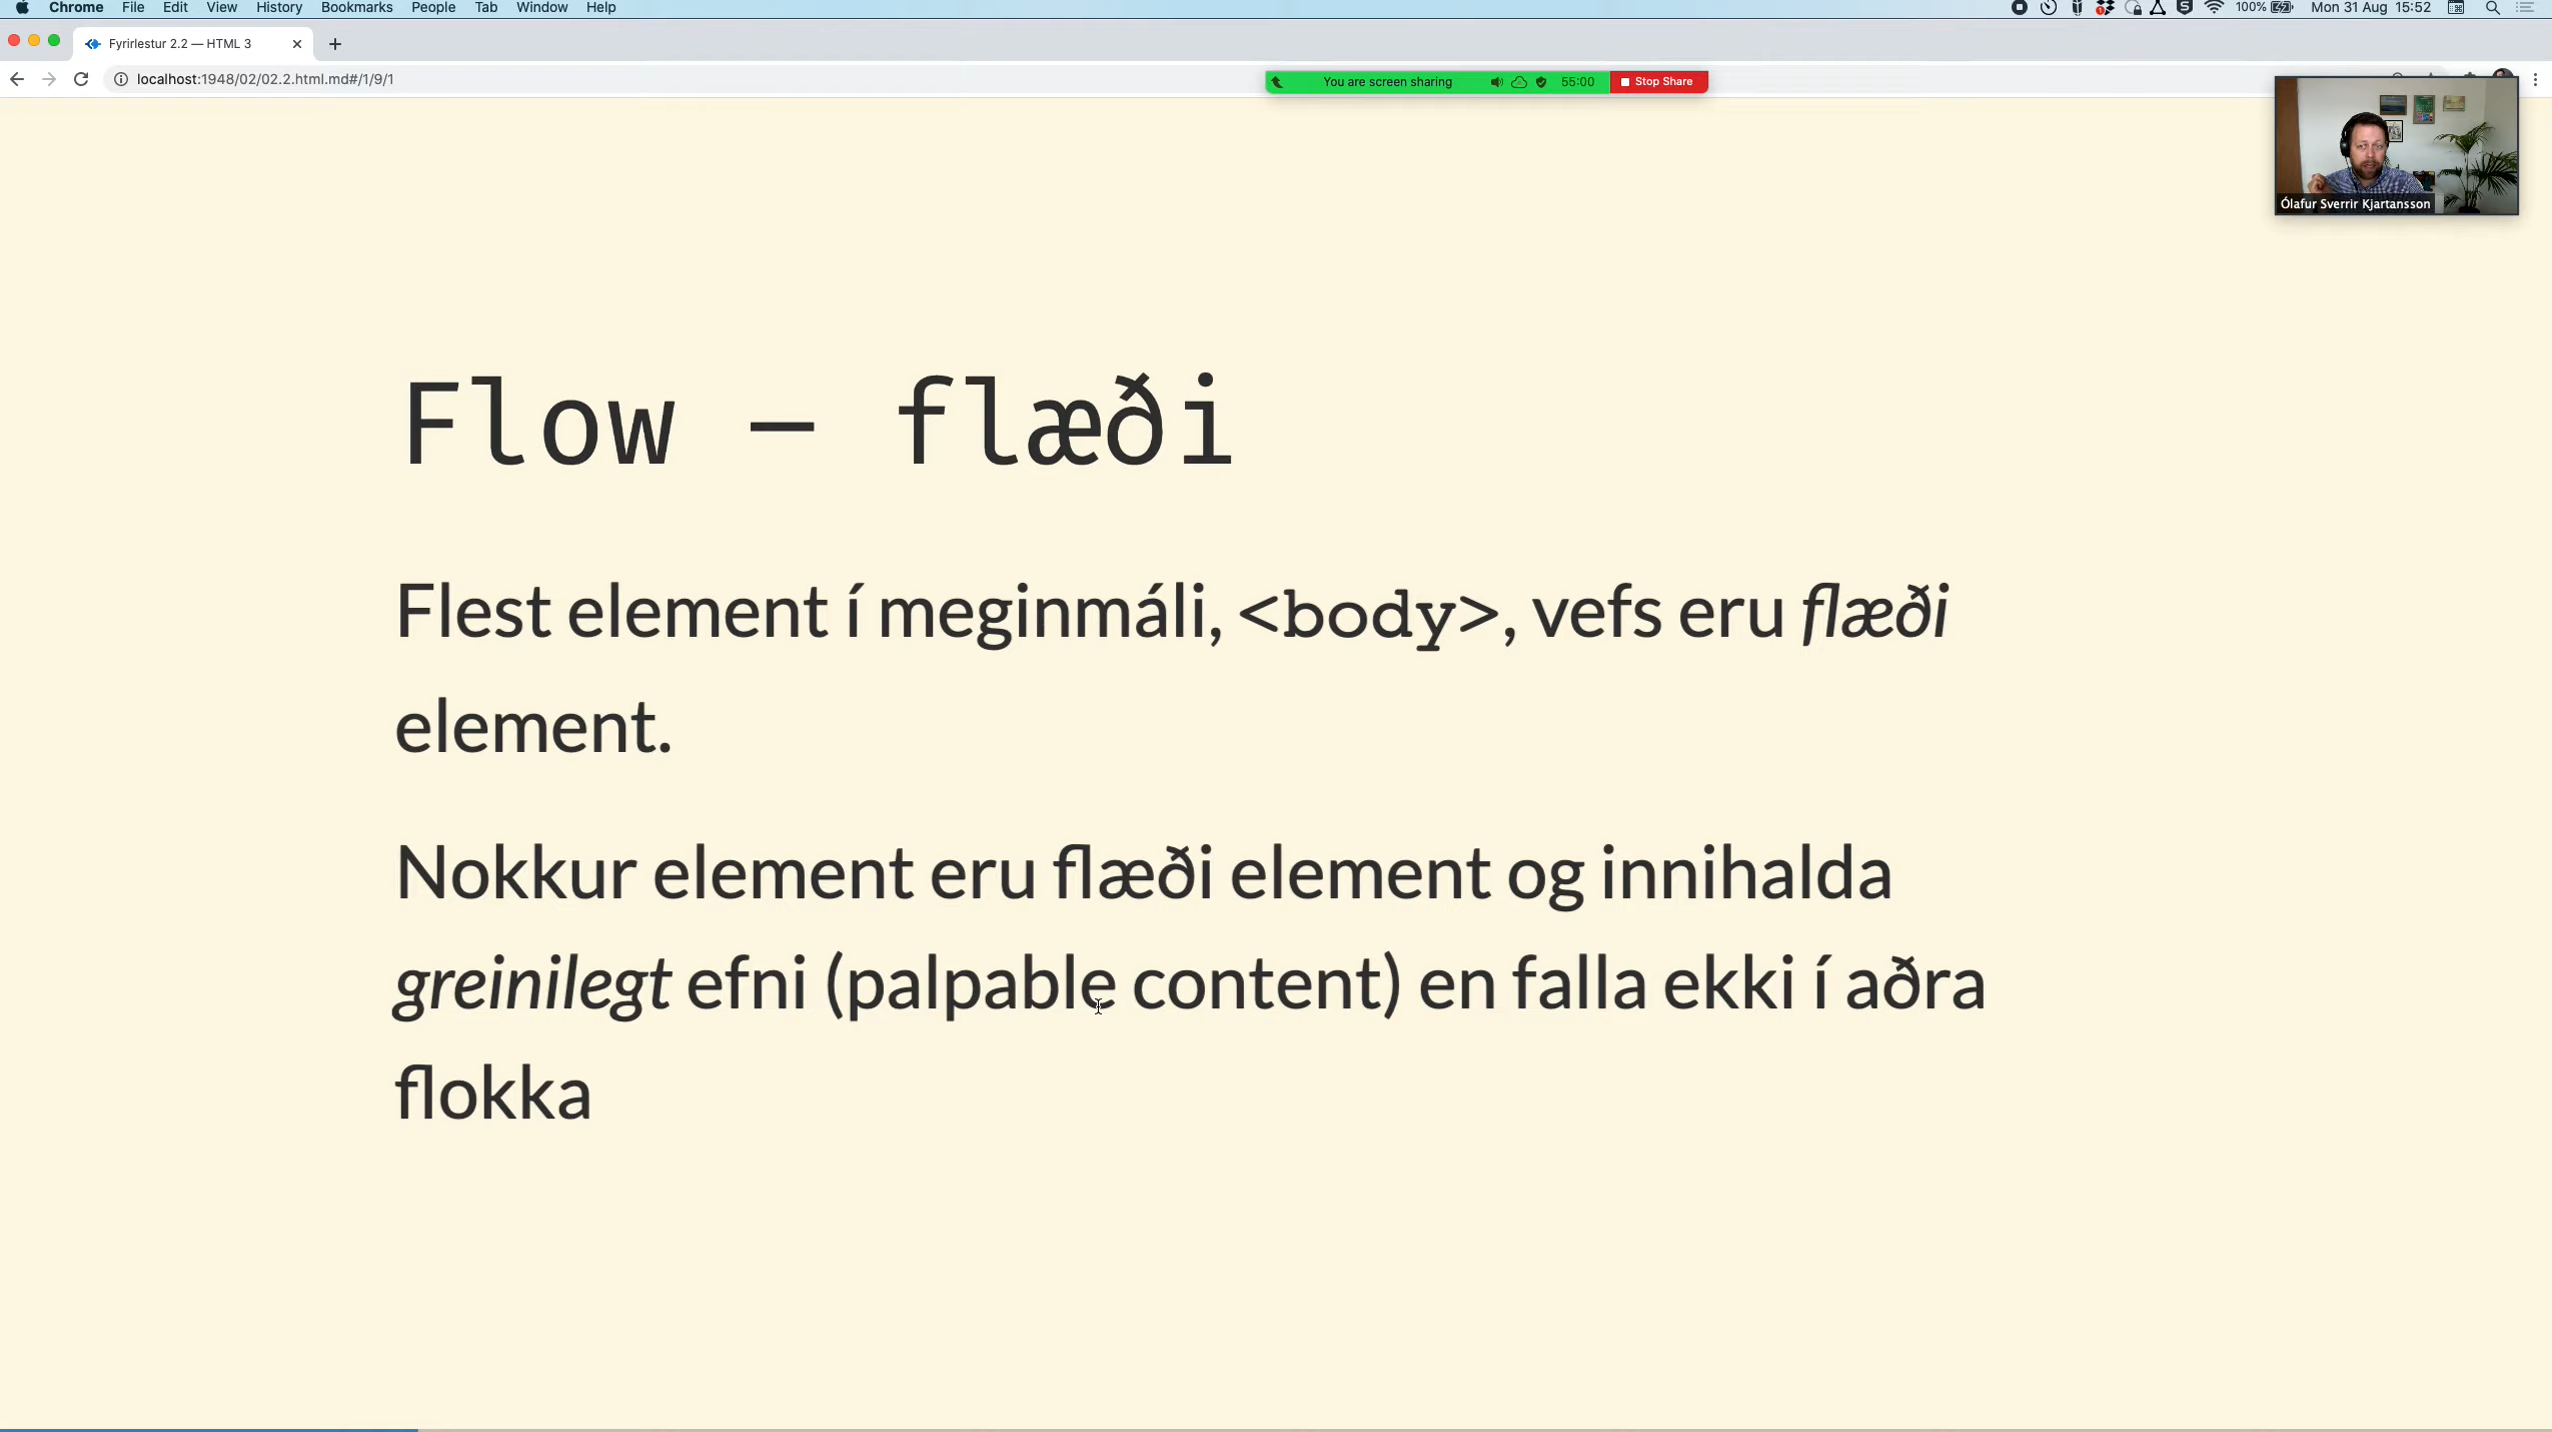 Chrome File Edit View History Bookmarks People Tab Window Help 100% Mon 31 Aug 15:52
Fyrirlestur 2.2 — HTML 3
localhost:1948/02/02.2.html.md#/1/9/1
You are screen sharing 55:00 Stop Share
Ólafur Sverrir Kjartansson
Flow — flæði
Flest element í meginmáli, <body>, vefs eru flæði
element.
Nokkur element eru flæði element og innihalda
greinilegt efni (palpable content) en falla ekki í aðra
flokka